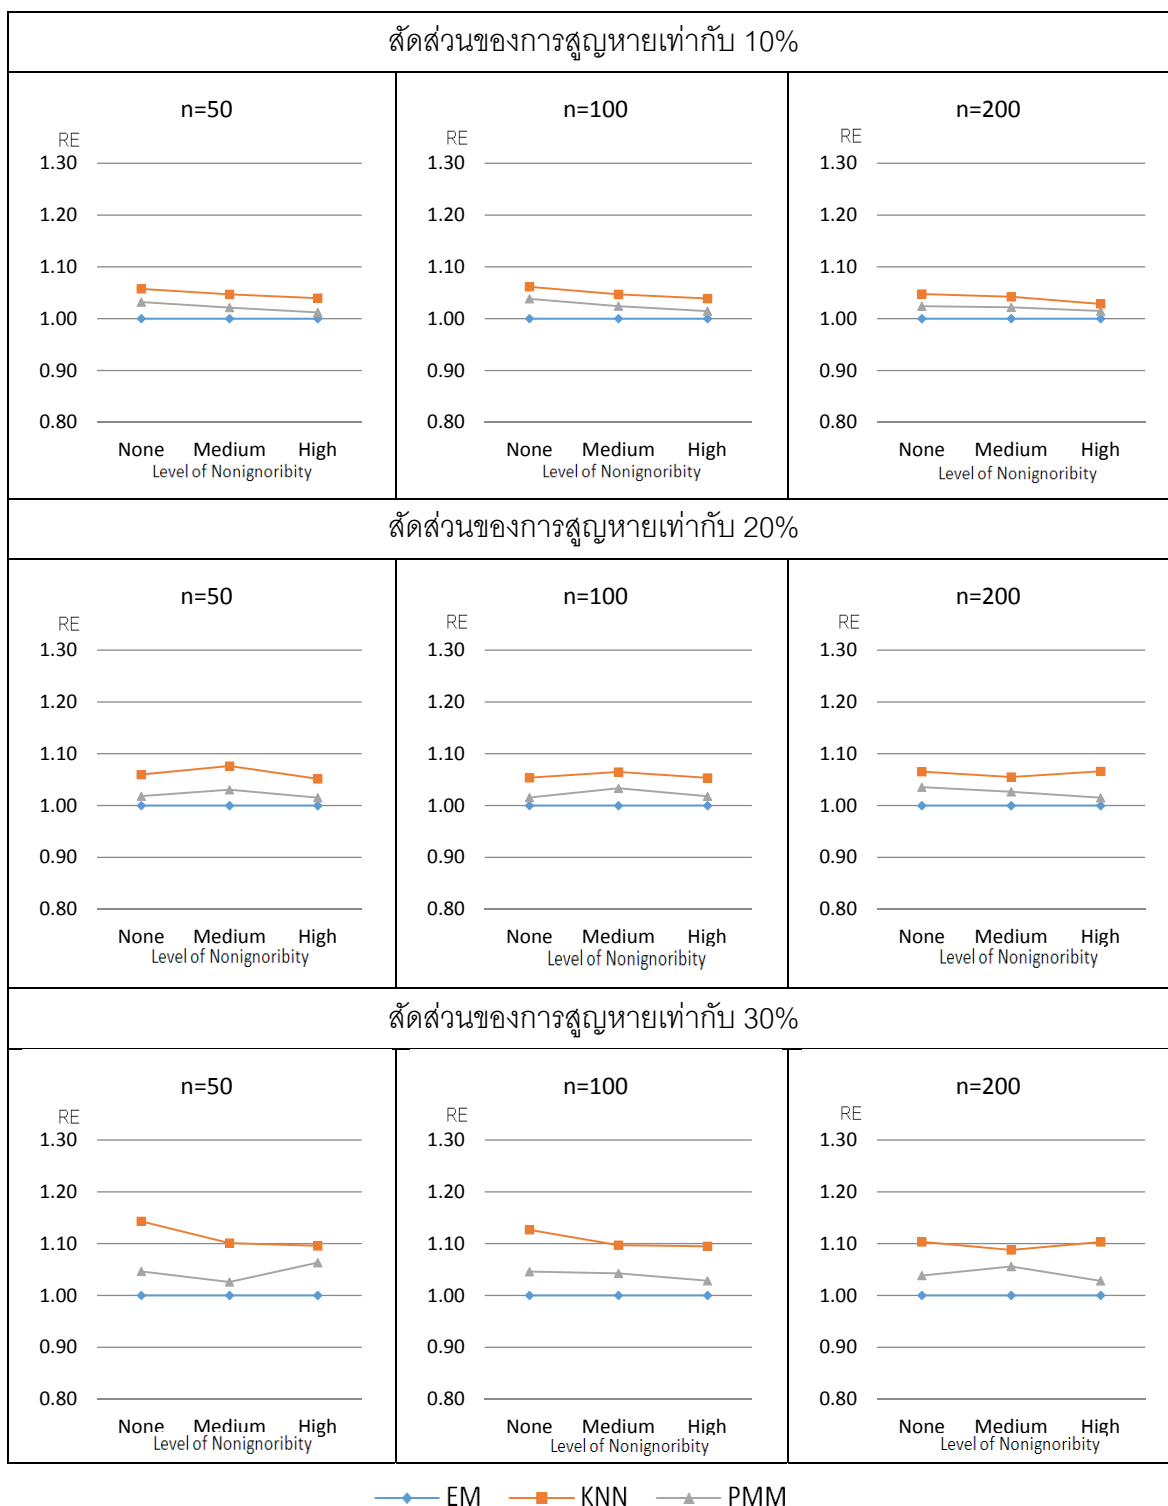 สัดส่วนของการสูญหายเท่ากับ 10%
n=50
RE
1.30
1.20
1.10
1.00
0.90
0.80
None Medium High
Level of Nonignoribity
n=100
RE
1.30
1.20
1.10
1.00
0.90
0.80
None Medium High
Level of Nonignoribity
n=200
RE
1.30
1.20
1.10
1.00
0.90
0.80
None Medium High
Level of Nonignoribity
สัดส่วนของการสูญหายเท่ากับ 20%
n=50
RE
1.30
1.20
1.10
1.00
0.90
0.80
None Medium High
Level of Nonignoribity
n=100
RE
1.30
1.20
1.10
1.00
0.90
0.80
None Medium High
Level of Nonignoribity
n=200
RE
1.30
1.20
1.10
1.00
0.90
0.80
None Medium High
Level of Nonignoribity
สัดส่วนของการสูญหายเท่ากับ 30%
n=50
RE
1.30
1.20
1.10
1.00
0.90
0.80
None Medium High
Level of Nonignoribity
n=100
RE
1.30
1.20
1.10
1.00
0.90
0.80
None Medium High
Level of Nonignoribity
n=200
RE
1.30
1.20
1.10
1.00
0.90
0.80
None Medium High
Level of Nonignoribity
EM KNN PMM